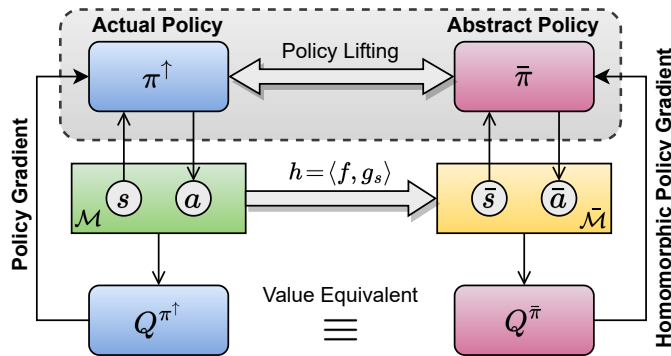 Actual Policy
Abstract Policy
Policy Lifting
π↑
π̄
Policy Gradient
Homomorphic Policy Gradient
s
a
ℳ
h = ⟨f, g_s⟩
s̄
ā
ℳ̄
Value Equivalent
Q^{π↑}
≡
Q^{π̄}